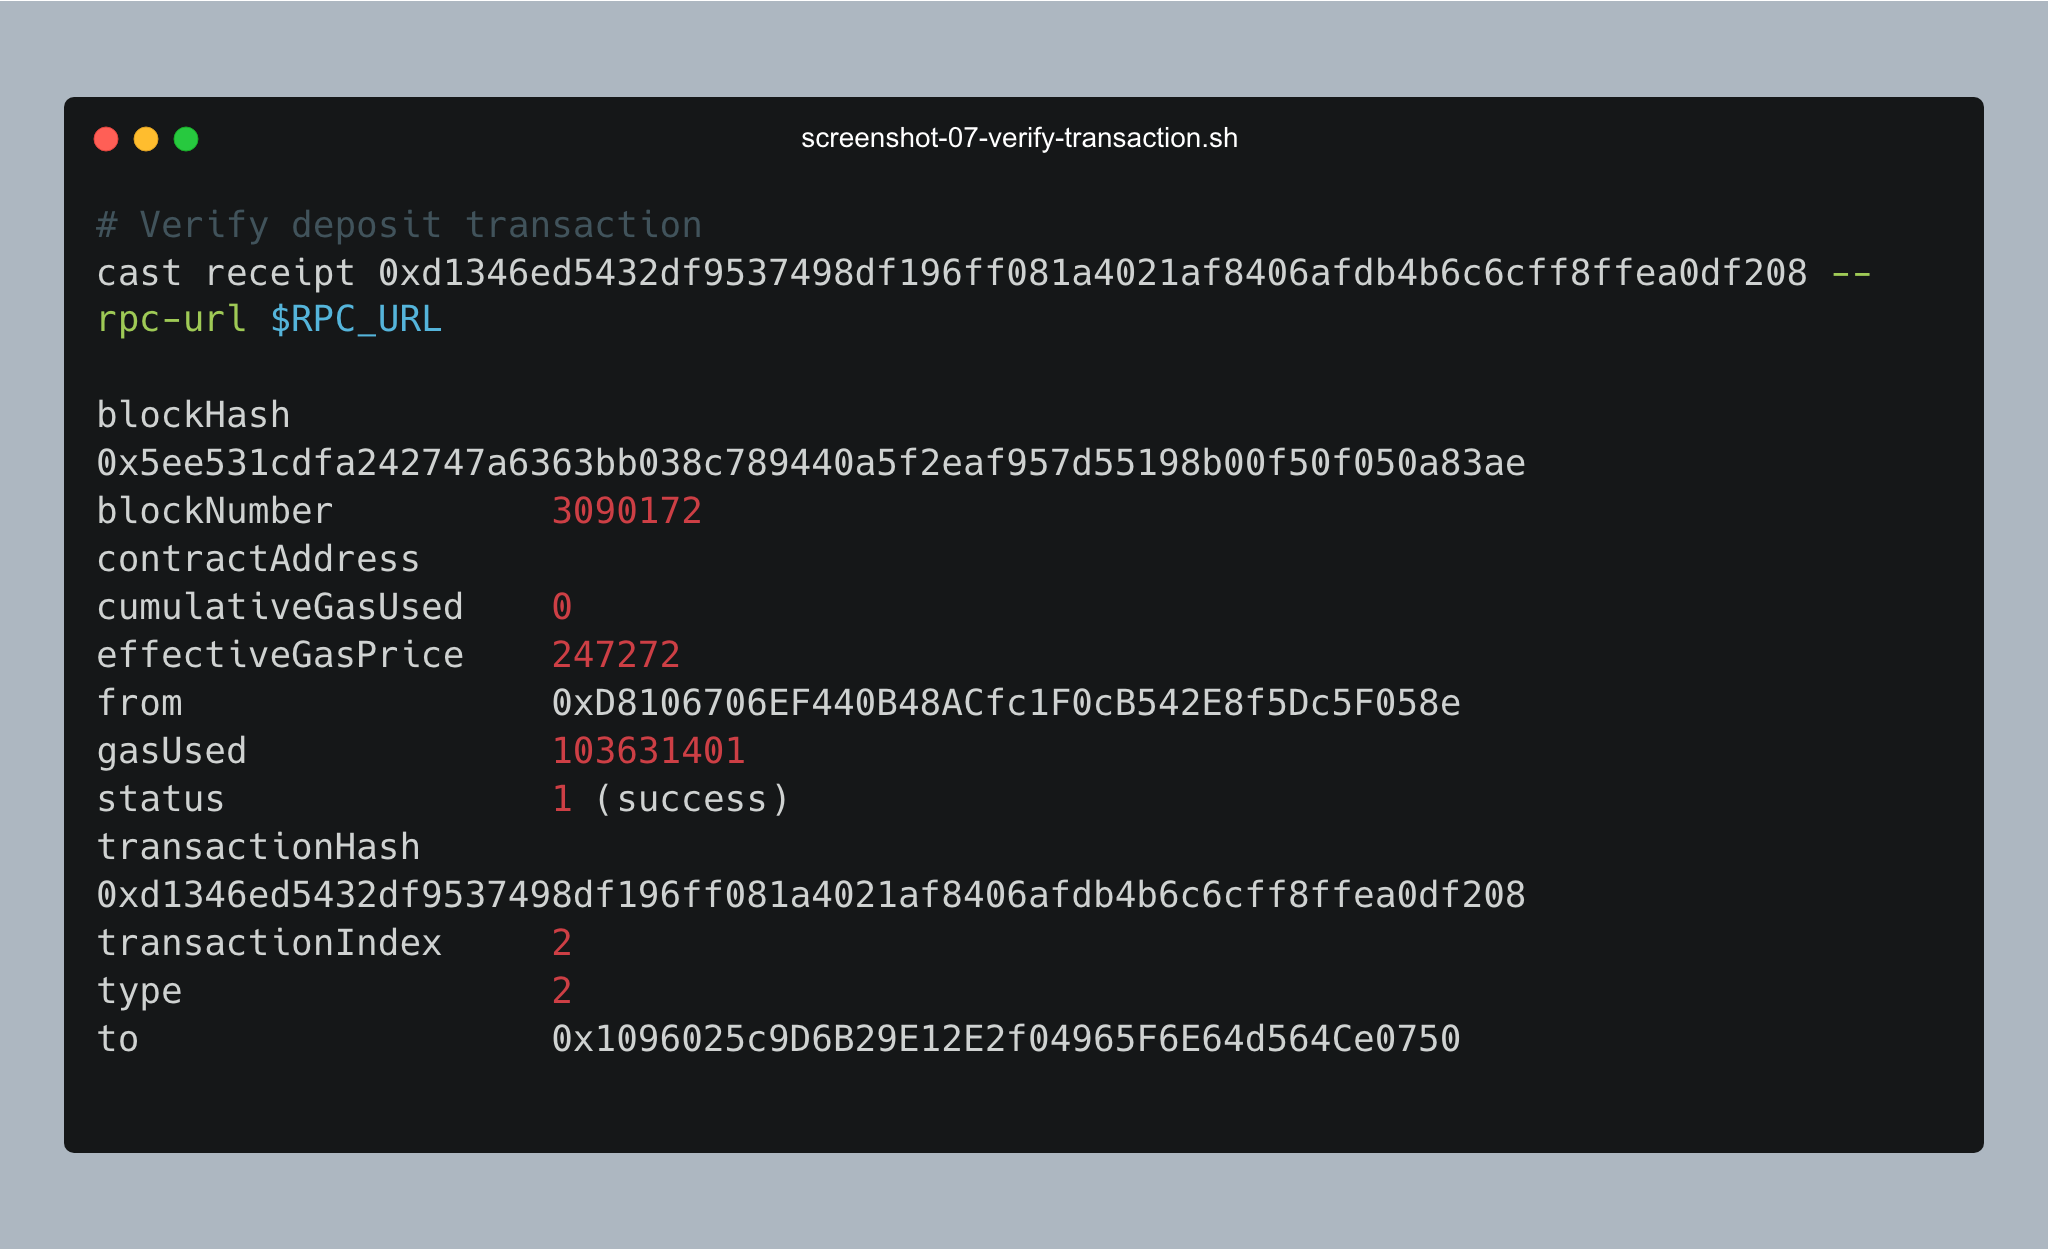 screenshot-07-verify-transaction.sh
# Verify deposit transaction
cast receipt 0xd1346ed5432df9537498df196ff081a4021af8406afdb4b6c6cff8ffea0df208 --
rpc-url $RPC_URL
blockHash
0x5ee531cdfa242747a6363bb038c789440a5f2eaf957d55198b00f50f050a83ae
blockNumber 3090172
contractAddress
cumulativeGasUsed 0
effectiveGasPrice 247272
from 0xD8106706EF440B48ACfc1F0cB542E8f5Dc5F058e
gasUsed 103631401
status 1 (success)
transactionHash
0xd1346ed5432df9537498df196ff081a4021af8406afdb4b6c6cff8ffea0df208
transactionIndex 2
type 2
to 0x1096025c9D6B29E12E2f04965F6E64d564Ce0750